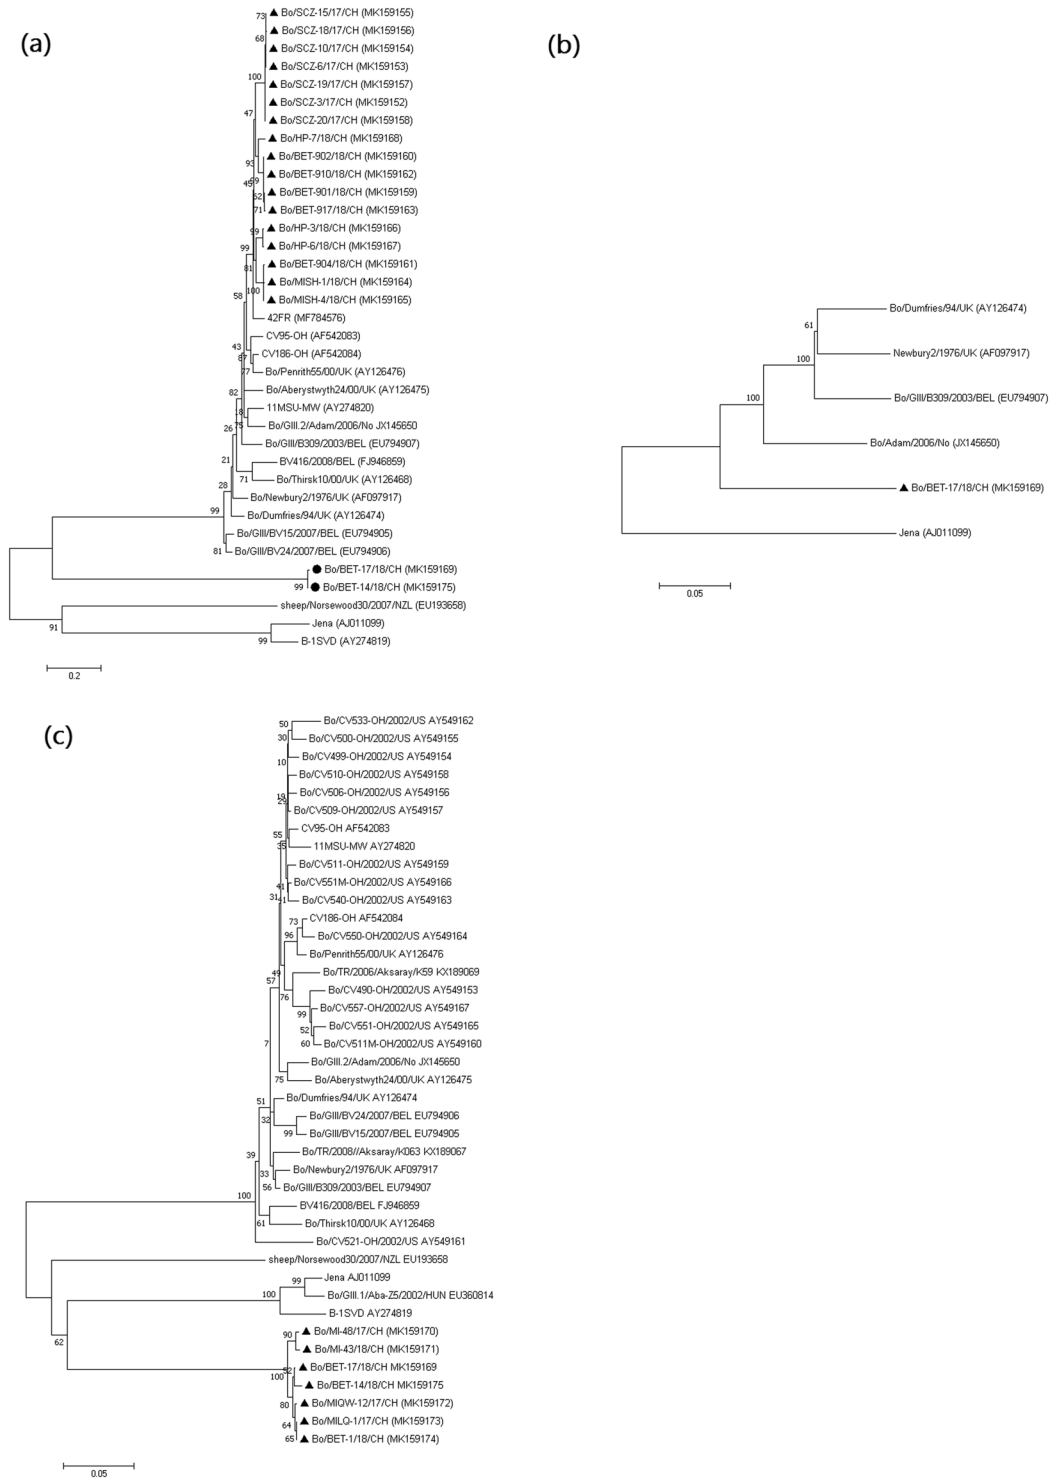 (a)
73
Bo/SCZ-15/17/CH (MK159155)
Bo/SCZ-18/17/CH (MK159156)
68
Bo/SCZ-10/17/CH (MK159154)
Bo/SCZ-6/17/CH (MK159153)
100
Bo/SCZ-19/17/CH (MK159157)
Bo/SCZ-3/17/CH (MK159152)
47
Bo/SCZ-20/17/CH (MK159158)
Bo/HP-7/18/CH (MK159168)
Bo/BET-902/18/CH (MK159160)
93
Bo/BET-910/18/CH (MK159162)
Bo/BET-901/18/CH (MK159159)
71
Bo/BET-917/18/CH (MK159163)
Bo/HP-3/18/CH (MK159166)
99
Bo/HP-6/18/CH (MK159167)
81
Bo/BET-904/18/CH (MK159161)
Bo/MISH-1/18/CH (MK159164)
58
100
Bo/MISH-4/18/CH (MK159165)
42FR (MF784576)
CV95-OH (AF542083)
43
CV186-OH (AF542084)
77
Bo/Penrith55/00/UK (AY126476)
82
Bo/Aberystwyth24/00/UK (AY126475)
18
11MSU-MW (AY274820)
26
75
Bo/GIII.2/Adam/2006/No JX145650
Bo/GIII/B309/2003/BEL (EU794907)
21
BV416/2008/BEL (FJ946859)
71
Bo/Thirsk10/00/UK (AY126468)
28
Bo/Newbury2/1976/UK (AF097917)
99
Bo/Dumfries/94/UK (AY126474)
Bo/GIII/BV15/2007/BEL (EU794905)
81
Bo/GIII/BV24/2007/BEL (EU794906)
Bo/BET-17/18/CH (MK159169)
99
Bo/BET-14/18/CH (MK159175)
sheep/Norsewood30/2007/NZL (EU193658)
91
Jena (AJ011099)
99
B-1SVD (AY274819)
0.2
(b)
Bo/Dumfries/94/UK (AY126474)
61
Newbury2/1976/UK (AF097917)
100
Bo/GIII/B309/2003/BEL (EU794907)
100
Bo/Adam/2006/No (JX145650)
Bo/BET-17/18/CH (MK159169)
Jena (AJ011099)
0.05
(c)
50
Bo/CV533-OH/2002/US AY549162
30
Bo/CV500-OH/2002/US AY549155
Bo/CV499-OH/2002/US AY549154
10
Bo/CV510-OH/2002/US AY549158
Bo/CV506-OH/2002/US AY549156
Bo/CV509-OH/2002/US AY549157
CV95-OH AF542083
55
35
11MSU-MW AY274820
Bo/CV511-OH/2002/US AY549159
41
Bo/CV551M-OH/2002/US AY549166
31
41
Bo/CV540-OH/2002/US AY549163
73
CV186-OH AF542084
96
Bo/CV550-OH/2002/US AY549164
Bo/Penrith55/00/UK AY126476
49
Bo/TR/2006/Aksaray/K59 KX189069
57
76
Bo/CV490-OH/2002/US AY549153
99
Bo/CV557-OH/2002/US AY549167
52
Bo/CV551-OH/2002/US AY549165
7
60
Bo/CV511M-OH/2002/US AY549160
Bo/GIII.2/Adam/2006/No JX145650
75
Bo/Aberystwyth24/00/UK AY126475
51
Bo/Dumfries/94/UK AY126474
32
Bo/GIII/BV24/2007/BEL EU794906
99
Bo/GIII/BV15/2007/BEL EU794905
39
Bo/TR/2008//Aksaray/K063 KX189067
33
Bo/Newbury2/1976/UK AF097917
56
Bo/GIII/B309/2003/BEL EU794907
100
BV416/2008/BEL FJ946859
61
Bo/Thirsk10/00/UK AY126468
Bo/CV521-OH/2002/US AY549161
sheep/Norsewood30/2007/NZL EU193658
99
Jena AJ011099
100
Bo/GIII.1/Aba-Z5/2002/HUN EU360814
B-1SVD AY274819
90
Bo/MI-48/17/CH (MK159170)
62
Bo/MI-43/18/CH (MK159171)
Bo/BET-17/18/CH MK159169
100
Bo/BET-14/18/CH MK159175
80
Bo/MIQW-12/17/CH (MK159172)
64
Bo/MILQ-1/17/CH (MK159173)
65
Bo/BET-1/18/CH (MK159174)
0.05